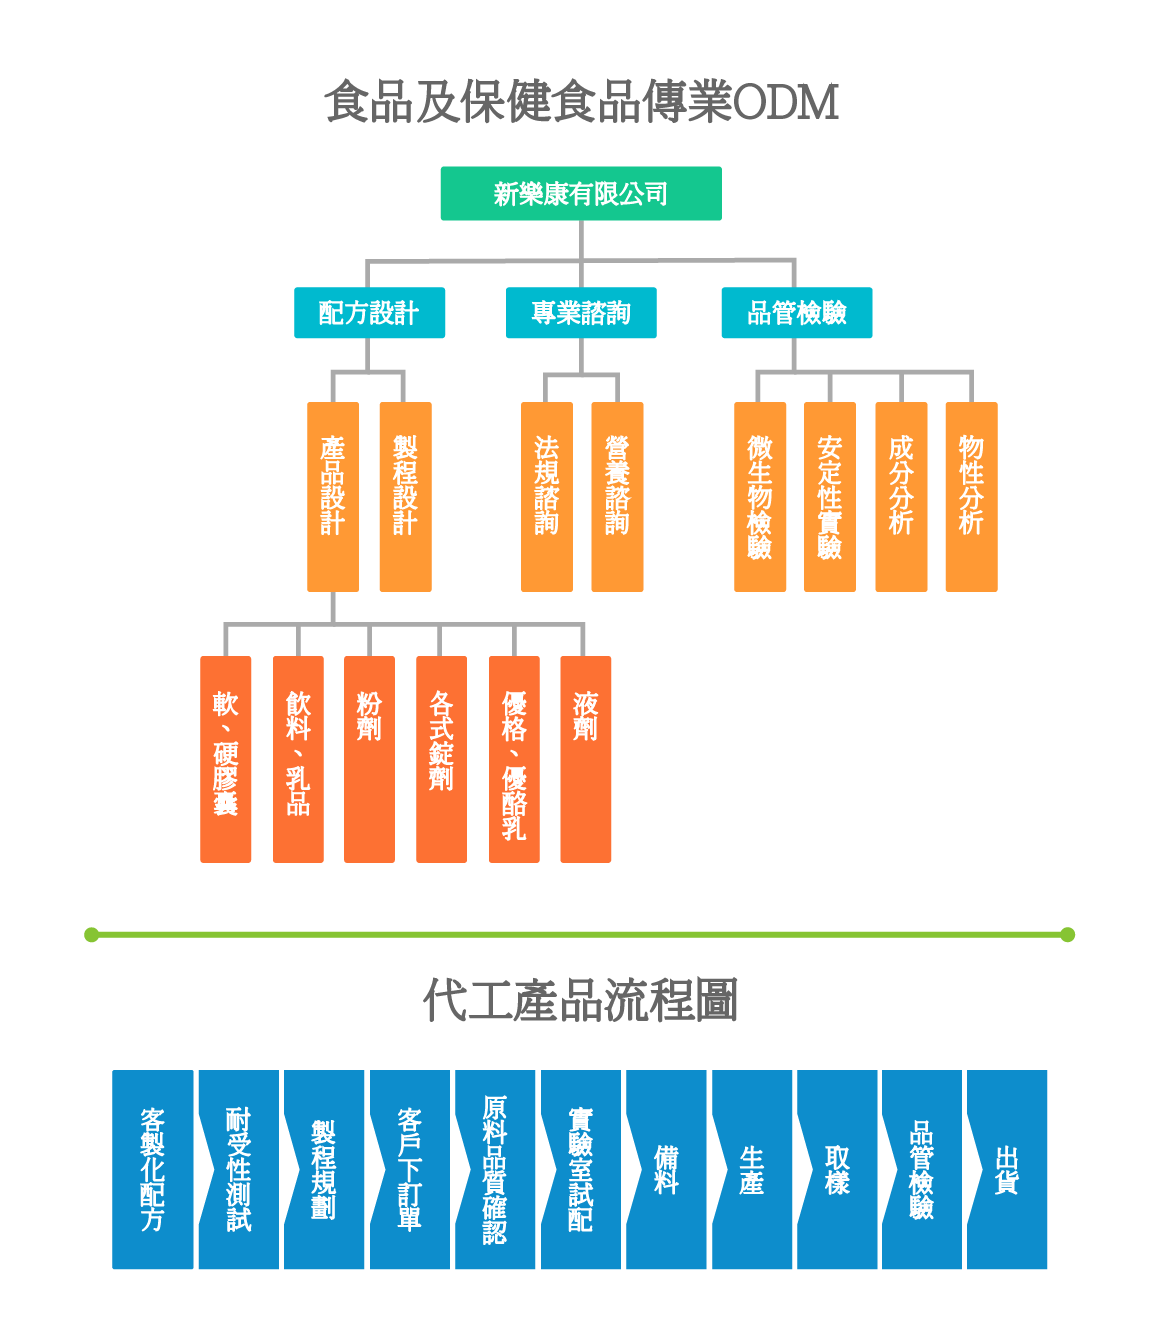 食品及保健食品傳業ODM
新樂康有限公司
配方設計
專業諮詢
品管檢驗
產品設計
製程設計
法規諮詢
營養諮詢
微生物檢驗
安定性實驗
成分分析
物性分析
軟、硬膠囊
飲料、乳品
粉劑
各式錠劑
優格、優酪乳
液劑
代工產品流程圖
客製化配方
耐受性測試
製程規劃
客戶下訂單
原料品質確認
實驗室試配
備料
生產
取樣
品管檢驗
出貨